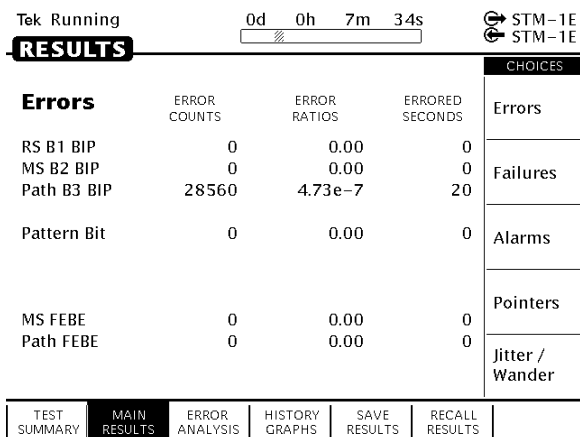 Tek Running 0d 0h 7m 34s STM-1E
STM-1E
RESULTS
CHOICES
Errors ERROR COUNTS ERROR RATIOS ERRORED SECONDS
RS B1 BIP 0 0.00 0
MS B2 BIP 0 0.00 0
Path B3 BIP 28560 4.73e-7 20
Pattern Bit 0 0.00 0
MS FEBE 0 0.00 0
Path FEBE 0 0.00 0
Errors
Failures
Alarms
Pointers
Jitter /
Wander
TEST SUMMARY MAIN RESULTS ERROR ANALYSIS HISTORY GRAPHS SAVE RESULTS RECALL RESULTS